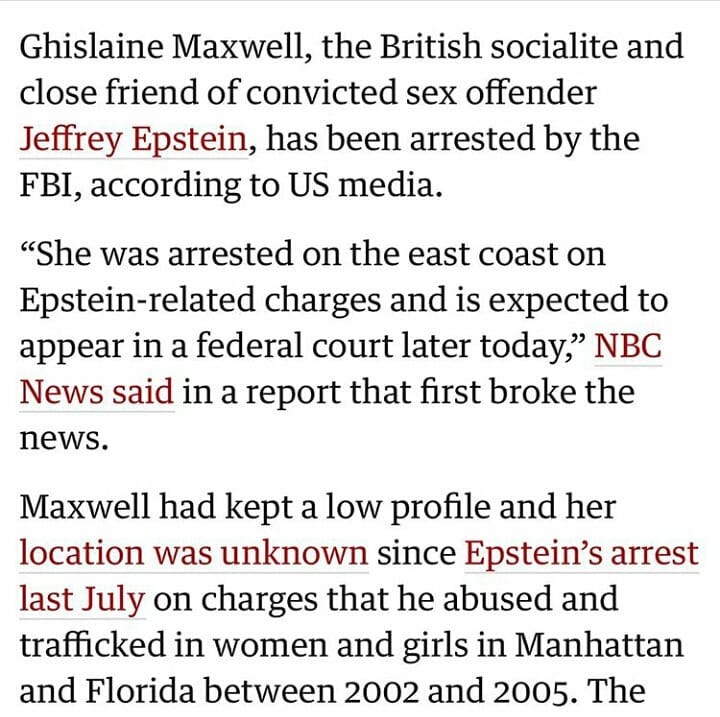 Ghislaine Maxwell, the British socialite and
close friend of convicted sex offender
Jeffrey Epstein, has been arrested by the
FBI, according to US media.
“She was arrested on the east coast on
Epstein-related charges and is expected to
appear in a federal court later today,” NBC
News said in a report that first broke the
news.
Maxwell had kept a low profile and her
location was unknown since Epstein’s arrest
last July on charges that he abused and
trafficked in women and girls in Manhattan
and Florida between 2002 and 2005. The